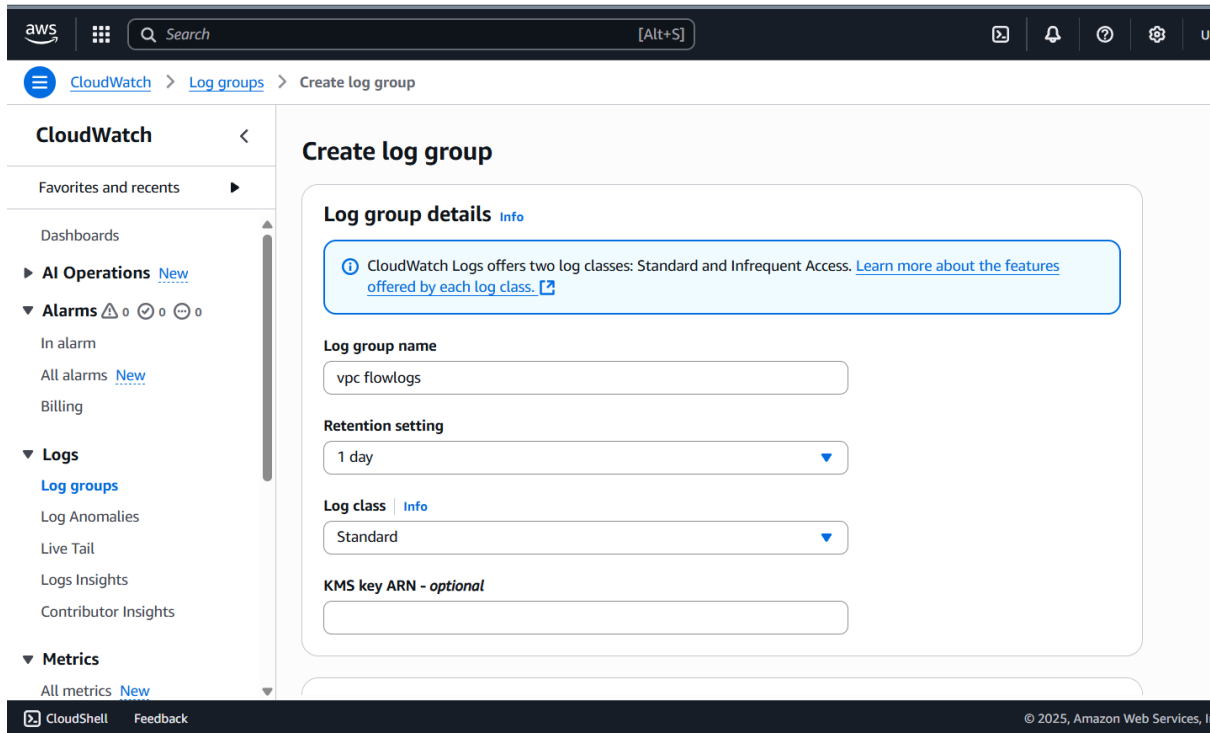 aws
Search [Alt+S]
CloudWatch > Log groups > Create log group
CloudWatch
Favorites and recents
Dashboards
AI Operations New
Alarms 0 0 0
In alarm
All alarms New
Billing
Logs
Log groups
Log Anomalies
Live Tail
Logs Insights
Contributor Insights
Metrics
All metrics New
Create log group
Log group details Info
CloudWatch Logs offers two log classes: Standard and Infrequent Access. Learn more about the features
offered by each log class.
Log group name
vpc flowlogs
Retention setting
1 day
Log class Info
Standard
KMS key ARN - optional
CloudShell Feedback
© 2025, Amazon Web Services,